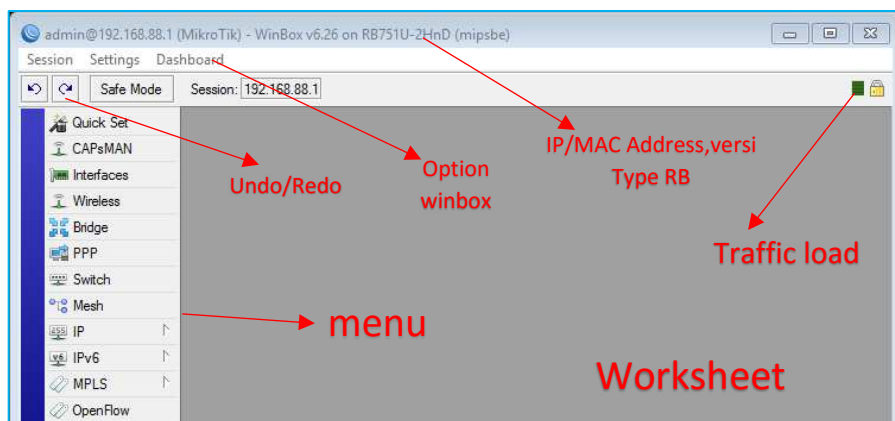 admin@192.168.88.1 (MikroTik) - WinBox v6.26 on RB751U-2HnD (mipsbe)
Session Settings Dashboard
Safe Mode Session: 192.168.88.1
Quick Set
CAPsMAN
Interfaces
Wireless
Bridge
PPP
Switch
Mesh
IP
IPv6
MPLS
OpenFlow
Undo/Redo
Option
winbox
IP/MAC Address,versi
Type RB
Traffic load
menu
Worksheet